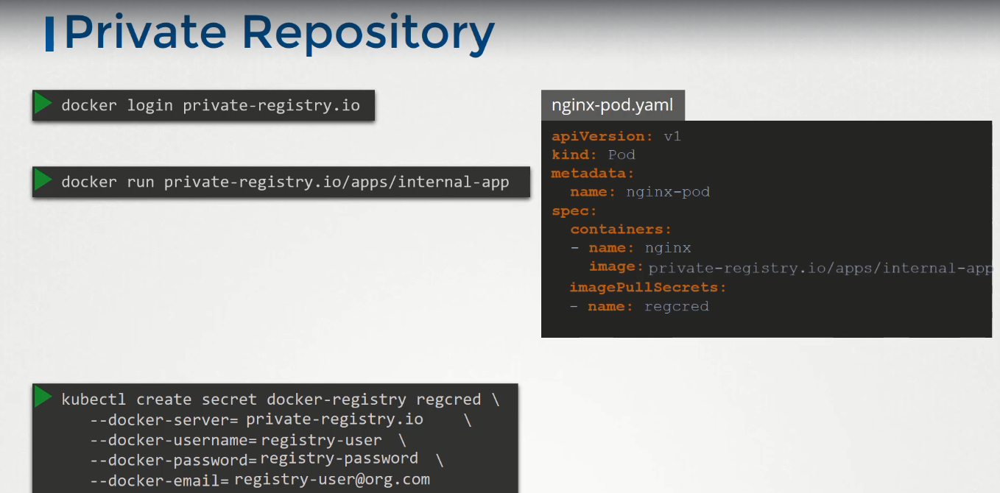 Private Repository
docker login private-registry.io
docker run private-registry.io/apps/internal-app
nginx-pod.yaml
apiVersion: v1
kind: Pod
metadata:
  name: nginx-pod
spec:
  containers:
  - name: nginx
    image: private-registry.io/apps/internal-app
  imagePullSecrets:
  - name: regcred
kubectl create secret docker-registry regcred \
   --docker-server= private-registry.io \
   --docker-username= registry-user \
   --docker-password= registry-password \
   --docker-email= registry-user@org.com